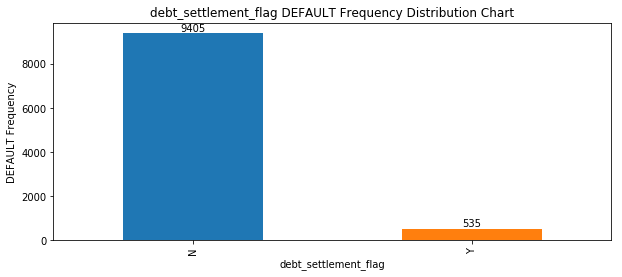 debt_settlement_flag DEFAULT Frequency Distribution Chart
9405
8000
6000
4000
2000
0
DEFAULT Frequency
535
N
Y
debt_settlement_flag